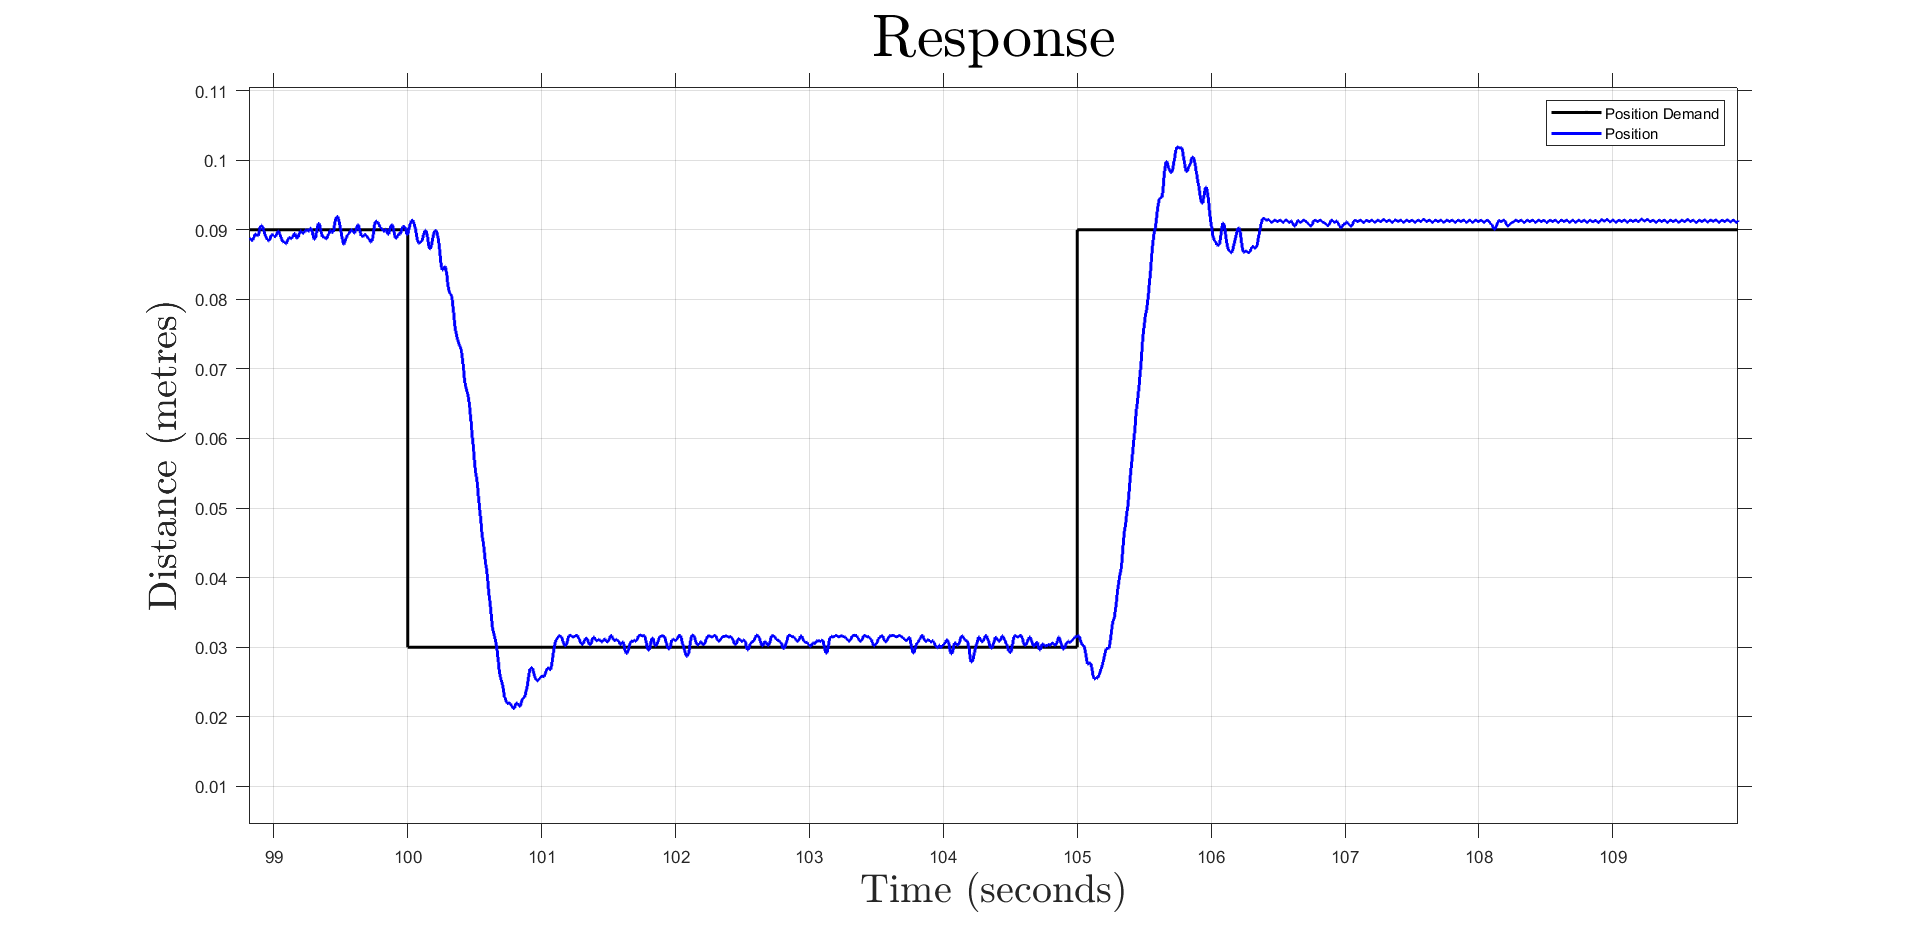 Response
0.11
0.1
0.09
0.08
0.07
0.06
0.05
0.04
0.03
0.02
0.01
Distance (metres)
Position Demand
Position
99 100 101 102 103 104 105 106 107 108 109
Time (seconds)